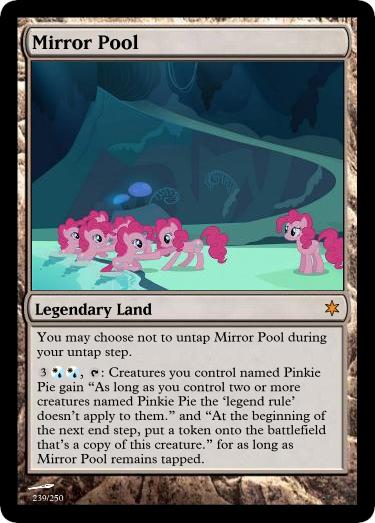 Mirror Pool
Legendary Land
You may choose not to untap Mirror Pool during
your untap step.
3 , : Creatures you control named Pinkie
Pie gain “As long as you control two or more
creatures named Pinkie Pie the ‘legend rule’
doesn’t apply to them.” and “At the beginning of
the next end step, put a token onto the battlefield
that’s a copy of this creature.” for as long as
Mirror Pool remains tapped.
239/250